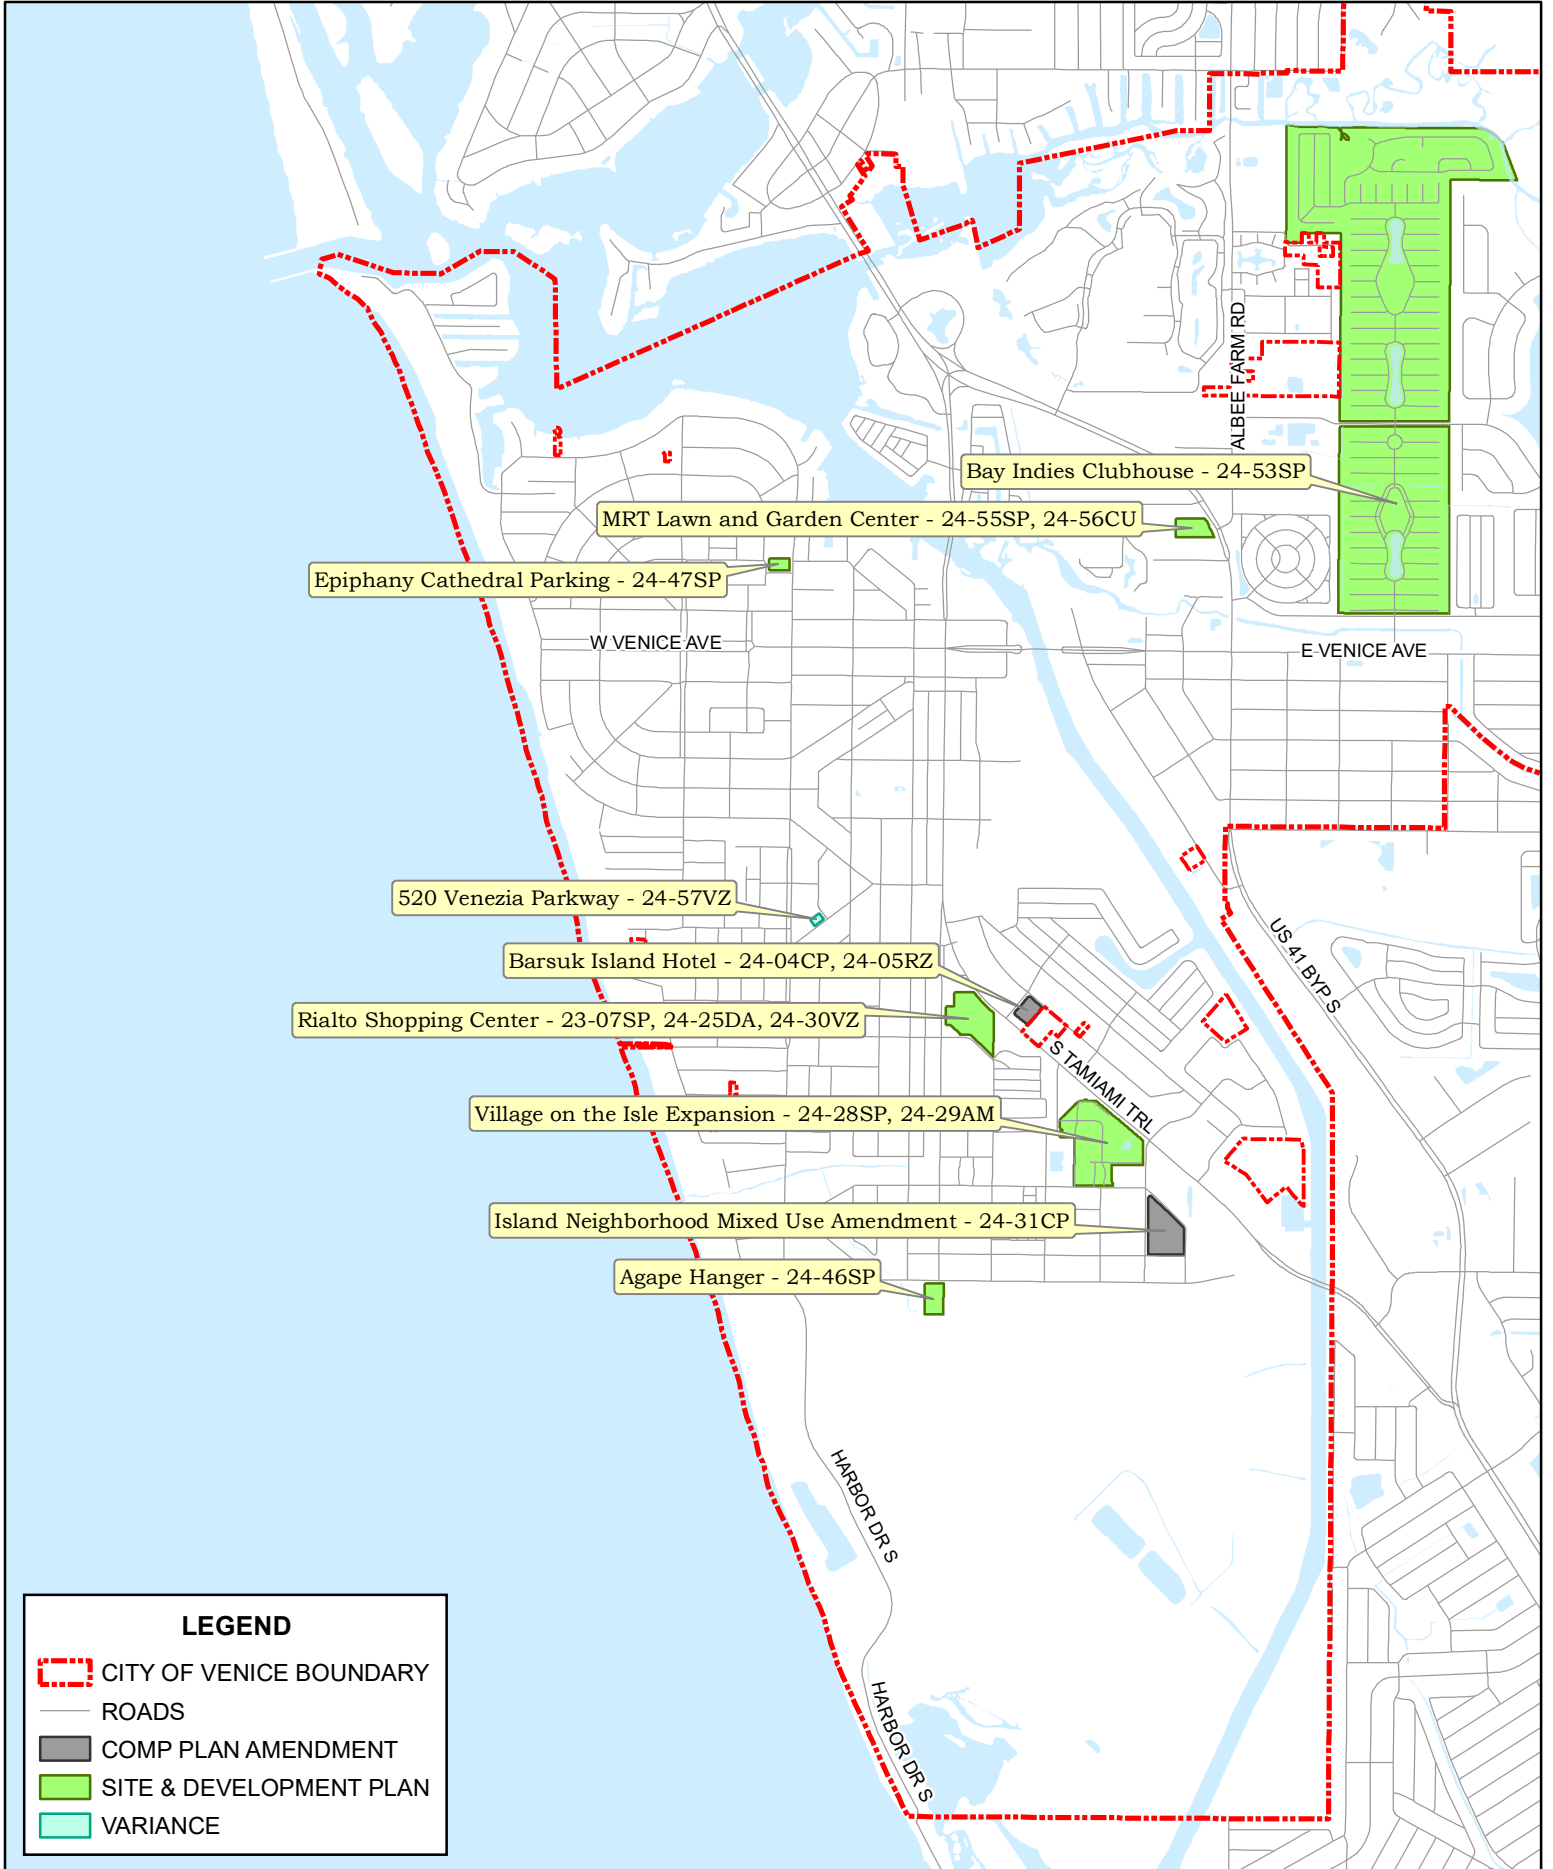 ALBEE FARM RD
Bay Indies Clubhouse - 24-53SP
MRT Lawn and Garden Center - 24-55SP, 24-56CU
Epiphany Cathedral Parking - 24-47SP
W VENICE AVE
E VENICE AVE
520 Venezia Parkway - 24-57VZ
US 41 BYP S
Barsuk Island Hotel - 24-04CP, 24-05RZ
Rialto Shopping Center - 23-07SP, 24-25DA, 24-30VZ
S TAMIAMI TRL
Village on the Isle Expansion - 24-28SP, 24-29AM
Island Neighborhood Mixed Use Amendment - 24-31CP
Agape Hanger - 24-46SP
HARBOR DR S
HARBOR DR S
LEGEND
CITY OF VENICE BOUNDARY
ROADS
COMP PLAN AMENDMENT
SITE & DEVELOPMENT PLAN
VARIANCE